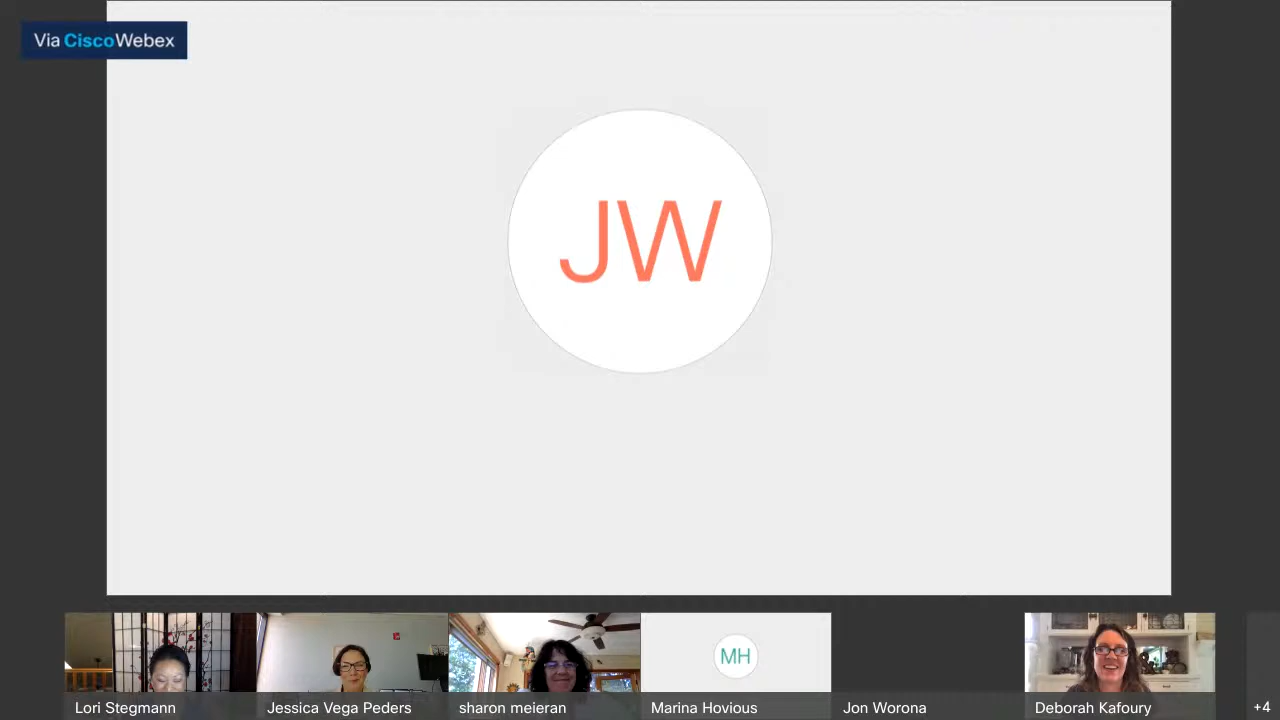 Via CiscoWebex
JW
MH
Lori Stegmann
Jessica Vega Peders
sharon meieran
Marina Hovious
Jon Worona
Deborah Kafoury
+4